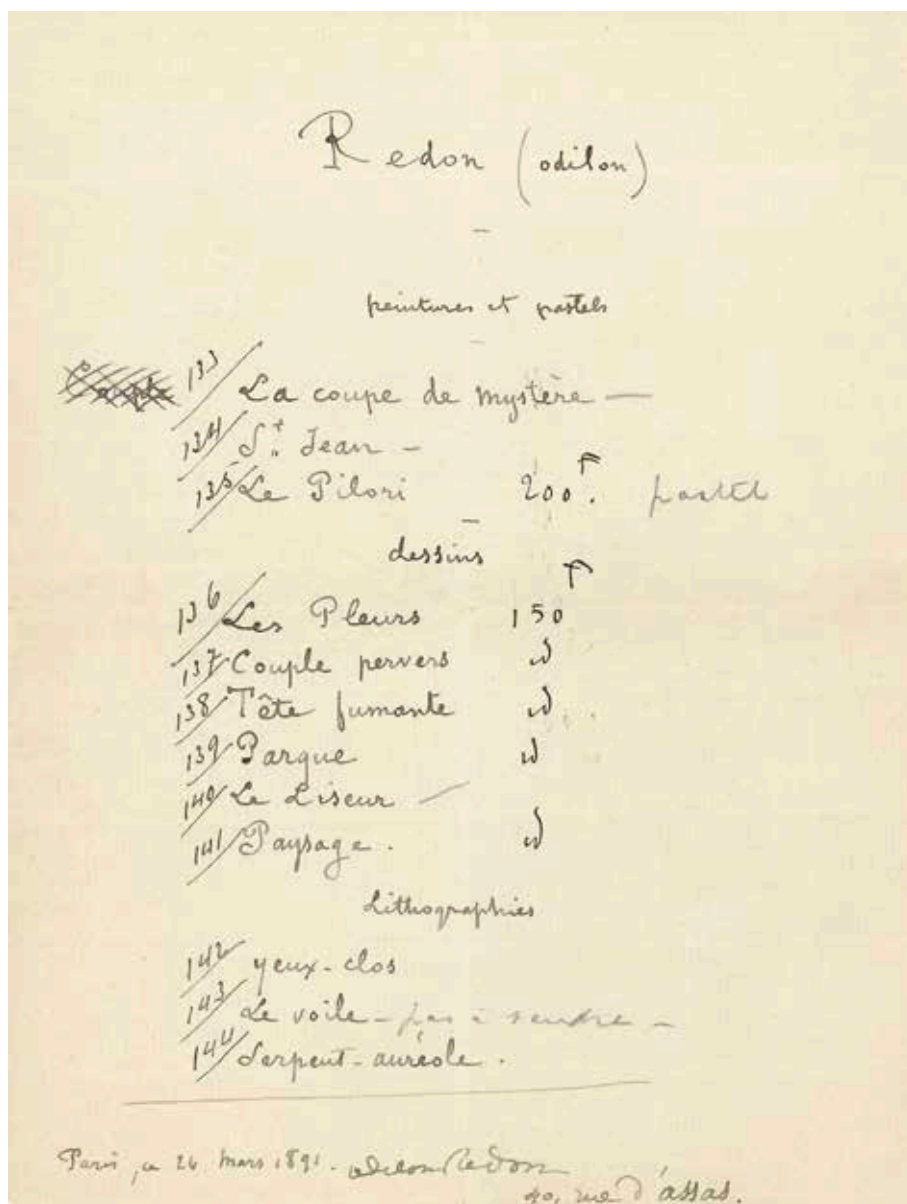 Redon (odilon)
peintures et pastels
133/ La coupe de mystère —
134/ St Jean —
135/ Le Pilori 200F. pastel
dessins
136/ Les Pleurs 150F
137/ Couple pervers id
138/ Tête fumante id
139/ Parque id
140/ Le Liseur —
141/ Paysage. id
Lithographies
142/ yeux-clos
143/ Le voile — pas à vendre —
144/ Serpent-auréole.
Paris, ce 26 Mars 1891. odilon Redon
40, rue d'assas.